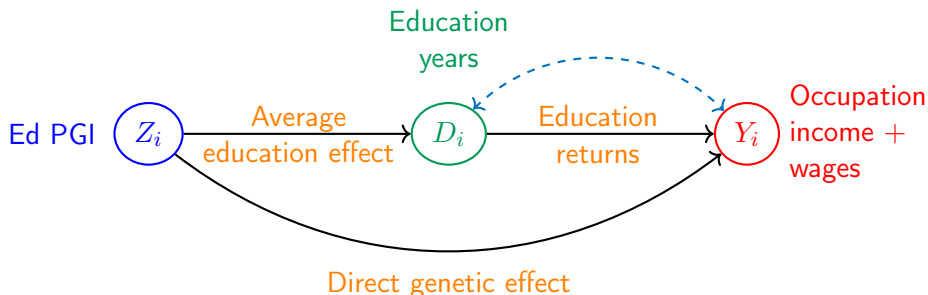 Education
years
Ed PGI
Z_i
Average
education effect
D_i
Education
returns
Y_i
Occupation
income +
wages
Direct genetic effect